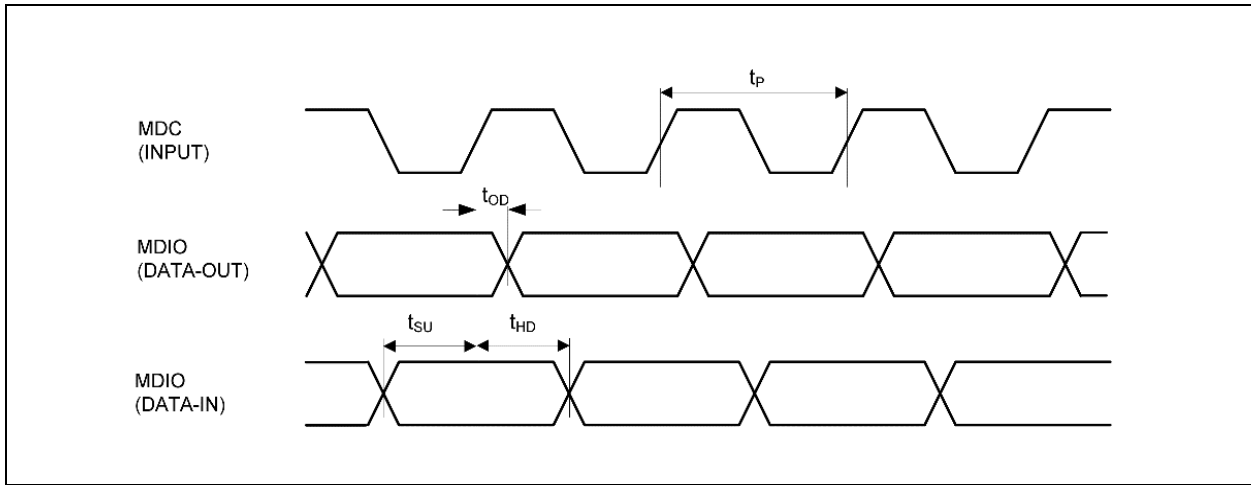 tP
MDC
(INPUT)
tOD
MDIO
(DATA-OUT)
tSU
tHD
MDIO
(DATA-IN)